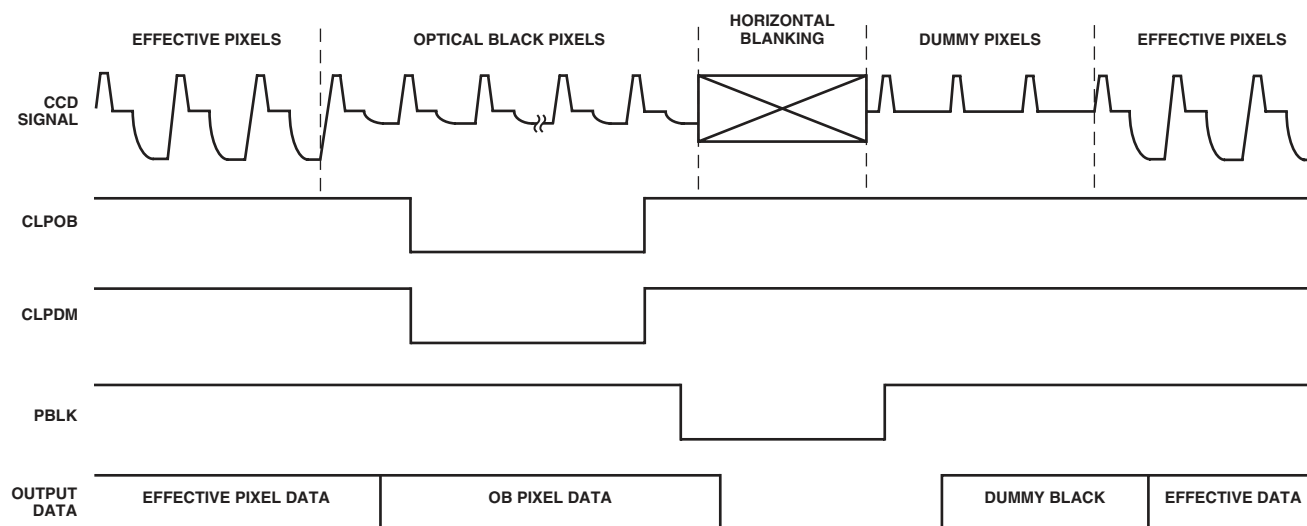 EFFECTIVE PIXELS
OPTICAL BLACK PIXELS
HORIZONTAL
BLANKING
DUMMY PIXELS
EFFECTIVE PIXELS
CCD
SIGNAL
CLPOB
CLPDM
PBLK
OUTPUT
DATA
EFFECTIVE PIXEL DATA
OB PIXEL DATA
DUMMY BLACK
EFFECTIVE DATA